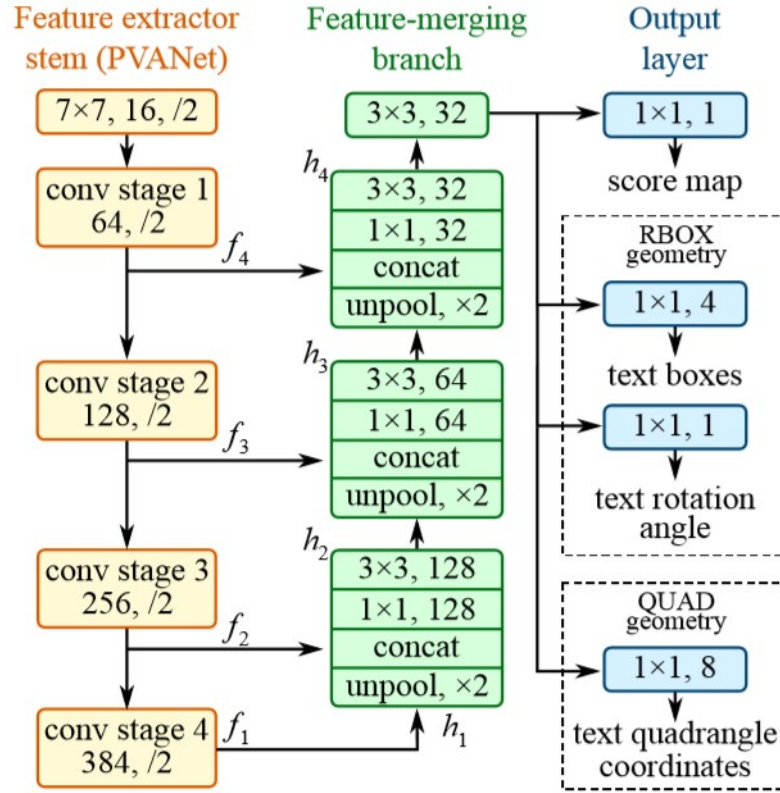 Feature extractor
stem (PVANet)
7×7, 16, /2
conv stage 1
64, /2
f4
conv stage 2
128, /2
f3
conv stage 3
256, /2
f2
conv stage 4
384, /2
f1
Feature-merging
branch
3×3, 32
h4
3×3, 32
1×1, 32
concat
unpool, ×2
h3
3×3, 64
1×1, 64
concat
unpool, ×2
h2
3×3, 128
1×1, 128
concat
unpool, ×2
h1
Output
layer
1×1, 1
score map
RBOX
geometry
1×1, 4
text boxes
1×1, 1
text rotation
angle
QUAD
geometry
1×1, 8
text quadrangle
coordinates